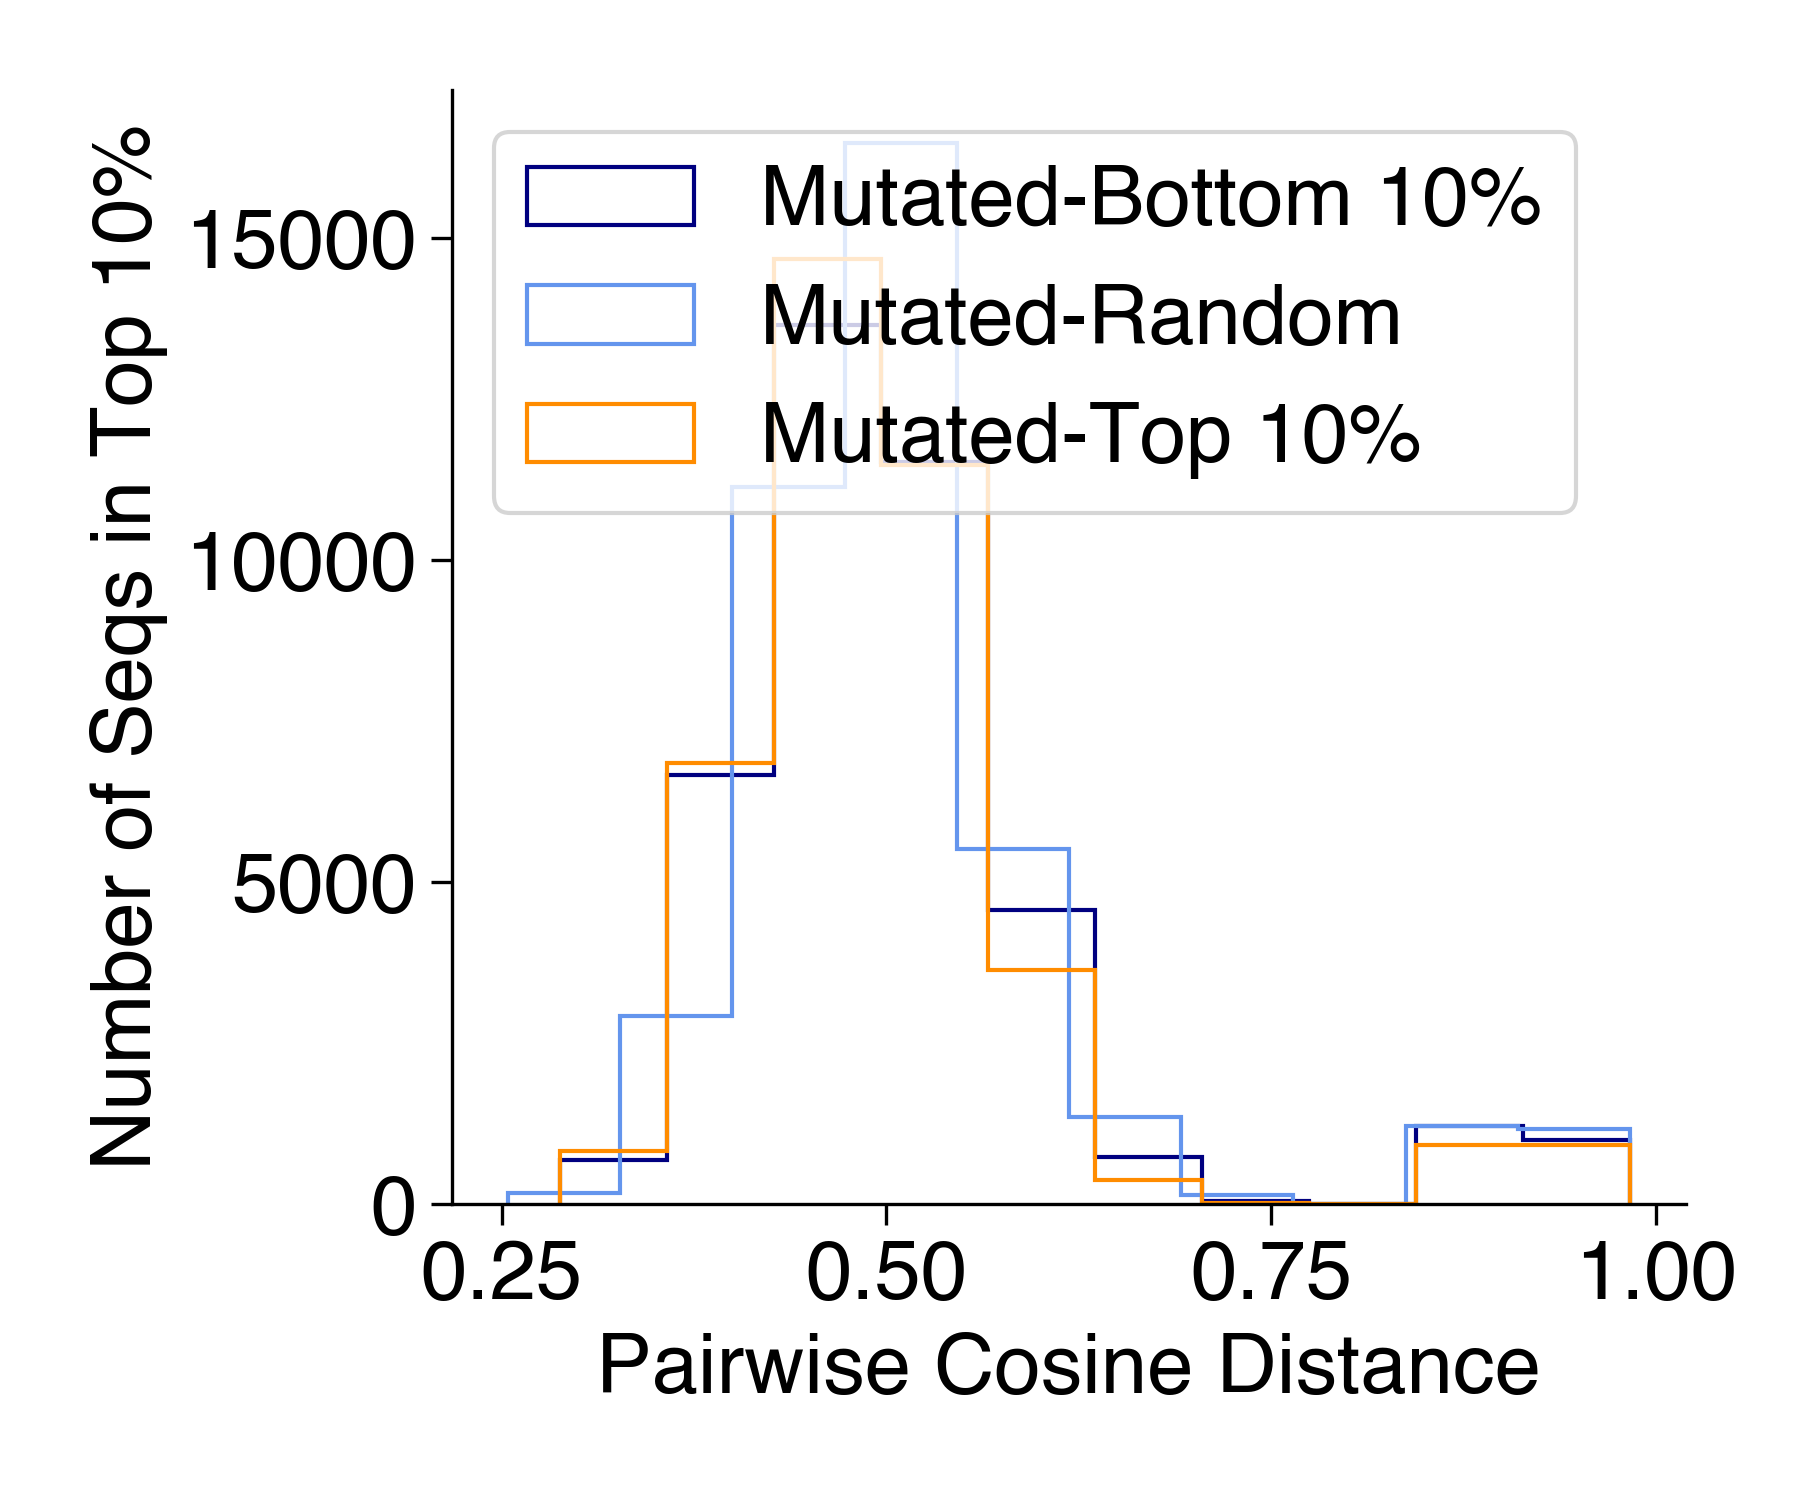 Number of Seqs in Top 10%
15000
10000
5000
0
Mutated-Bottom 10%
Mutated-Random
Mutated-Top 10%
0.25 0.50 0.75 1.00
Pairwise Cosine Distance